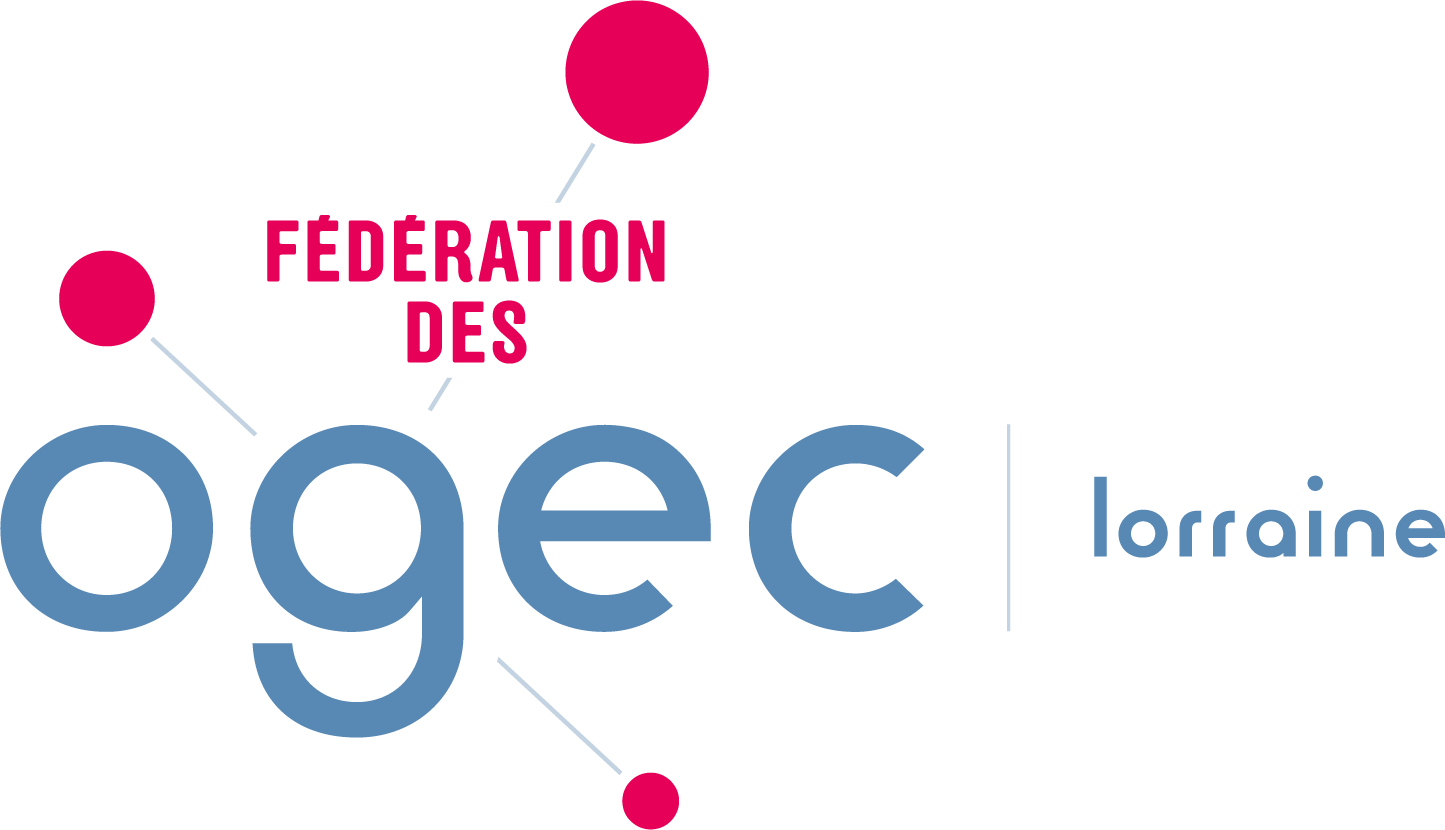 FÉDÉRATION
DES
ogec
lorraine